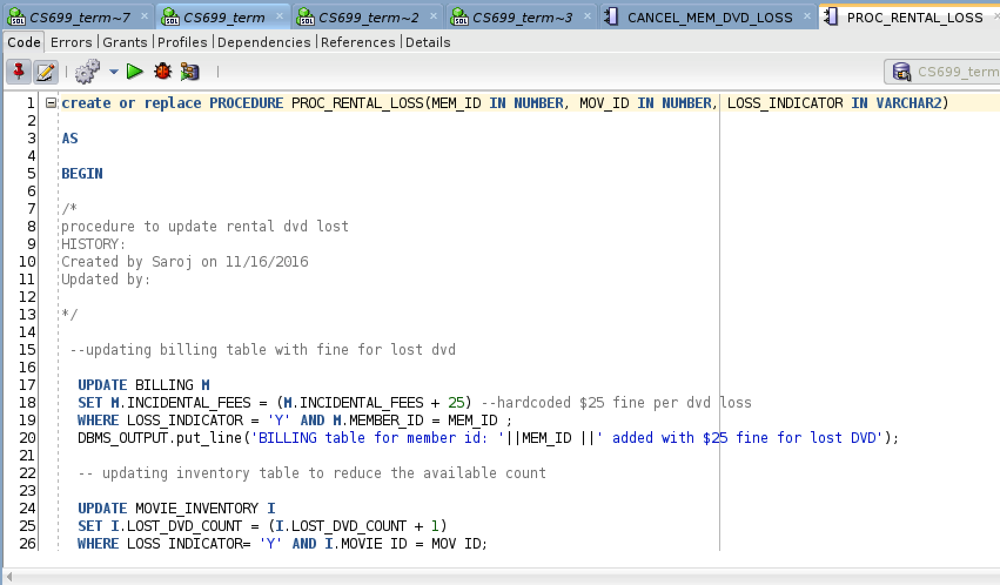 CS699_term~7 CS699_term CS699_term~2 CS699_term~3 CANCEL_MEM_DVD_LOSS PROC_RENTAL_LOSS
Code Errors Grants Profiles Dependencies References Details
CS699_term
1 create or replace PROCEDURE PROC_RENTAL_LOSS(MEM_ID IN NUMBER, MOV_ID IN NUMBER, LOSS_INDICATOR IN VARCHAR2)
2
3 AS
4
5 BEGIN
6
7 /*
8 procedure to update rental dvd lost
9 HISTORY:
10 Created by Saroj on 11/16/2016
11 Updated by:
12
13 */
14
15 --updating billing table with fine for lost dvd
16
17 UPDATE BILLING M
18 SET M.INCIDENTAL_FEES = (M.INCIDENTAL_FEES + 25) --hardcoded $25 fine per dvd loss
19 WHERE LOSS_INDICATOR = 'Y' AND M.MEMBER_ID = MEM_ID ;
20 DBMS_OUTPUT.put_line('BILLING table for member id: '||MEM_ID ||' added with $25 fine for lost DVD');
21
22 -- updating inventory table to reduce the available count
23
24 UPDATE MOVIE_INVENTORY I
25 SET I.LOST_DVD_COUNT = (I.LOST_DVD_COUNT + 1)
26 WHERE LOSS_INDICATOR= 'Y' AND I.MOVIE_ID = MOV_ID;